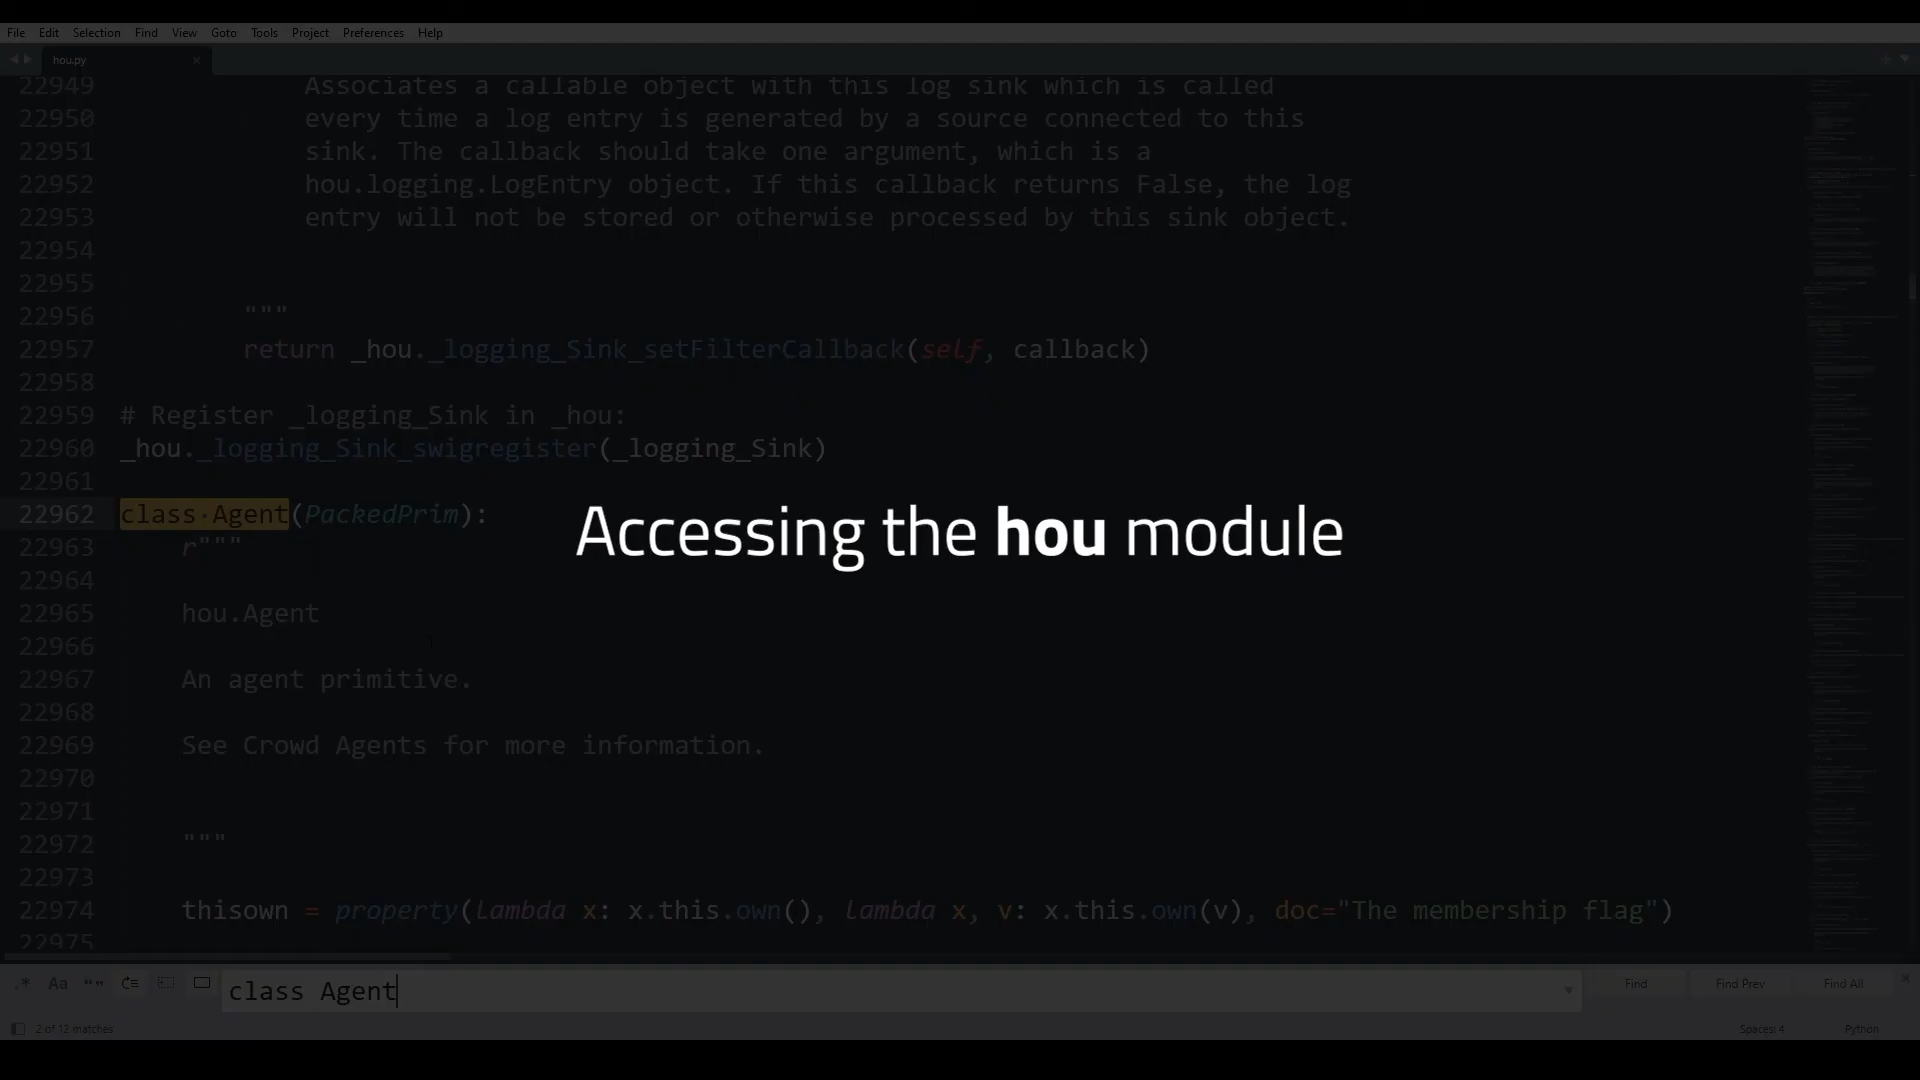 File Edit Selection Find View Goto Tools Project Preferences Help
hou.py
22949 Associates a callable object with this log sink which is called
22950 every time a log entry is generated by a source connected to this
22951 sink. The callback should take one argument, which is a
22952 hou.logging.LogEntry object. If this callback returns False, the log
22953 entry will not be stored or otherwise processed by this sink object.
22954
22955
22956 """
22957 return _hou._logging_Sink_setFilterCallback(self, callback)
22958
22959 # Register _logging_Sink in _hou:
22960 _hou._logging_Sink_swigregister(_logging_Sink)
22961
22962 class Agent(PackedPrim):
Accessing the hou module
22963 r"""
22964
22965 hou.Agent
22966
22967 An agent primitive.
22968
22969 See Crowd Agents for more information.
22970
22971
22972 """
22973
22974 thisown = property(lambda x: x.this.own(), lambda x, v: x.this.own(v), doc="The membership flag")
22975
.* Aa “” class Agent Find Find Prev Find All
2 of 12 matches Spaces: 4 Python